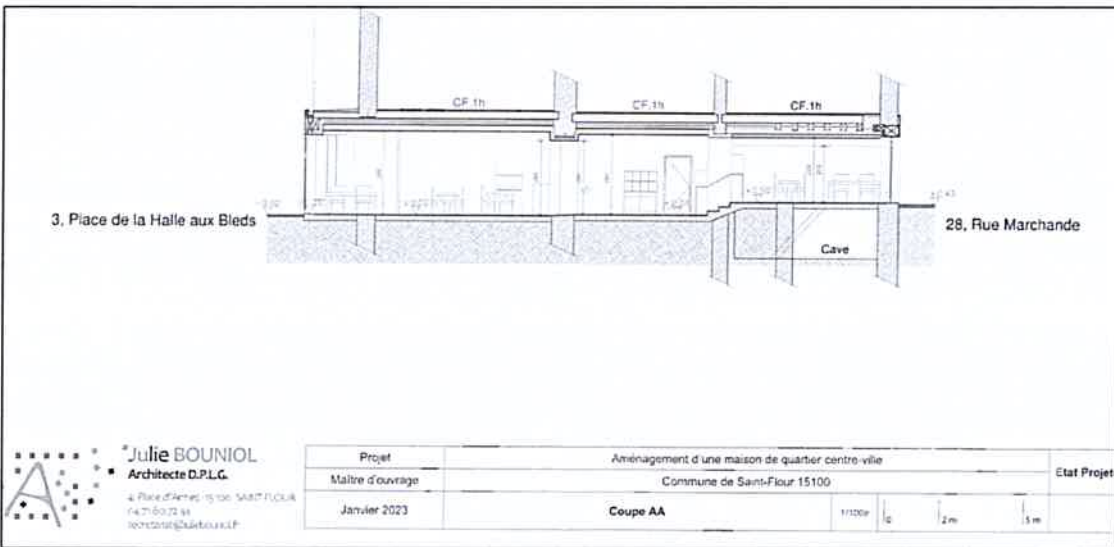 CF.1h CF.1h CF.1h
3, Place de la Halle aux Bleds
28, Rue Marchande
Cave
Julie BOUNIOL
Architecte D.P.L.G.
Projet
Aménagement d'une maison de quartier centre-ville
Etat Projet
Maître d'ouvrage
Commune de Saint-Flour 15100
Janvier 2023
Coupe AA
0 2 m 5 m